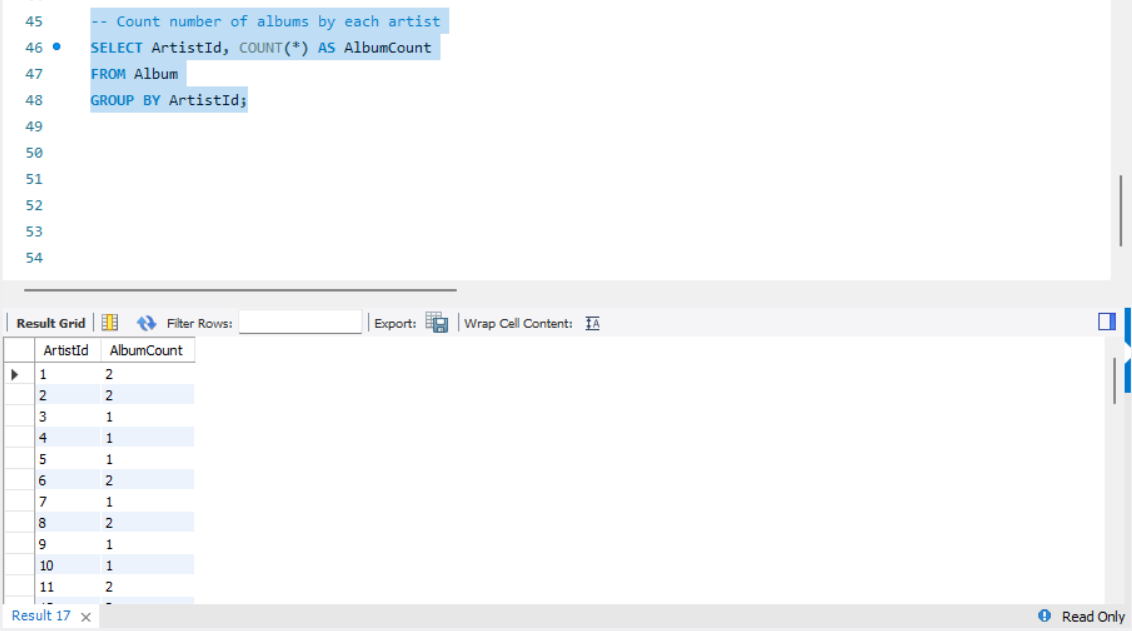 45 -- Count number of albums by each artist
46 SELECT ArtistId, COUNT(*) AS AlbumCount
47 FROM Album
48 GROUP BY ArtistId;
49
50
51
52
53
54
Result Grid Filter Rows: Export: Wrap Cell Content: IA
ArtistId AlbumCount
1 2
2 2
3 1
4 1
5 1
6 2
7 1
8 2
9 1
10 1
11 2
Result 17 × Read Only